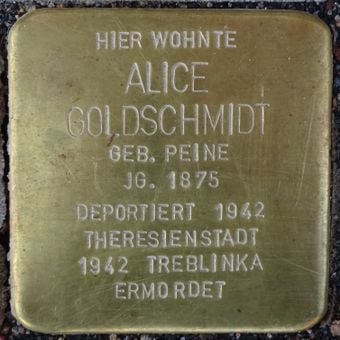 HIER WOHNTE
ALICE
GOLDSCHMIDT
GEB. PEINE
JG. 1875
DEPORTIERT 1942
THERESIENSTADT
1942 TREBLINKA
ERMORDET